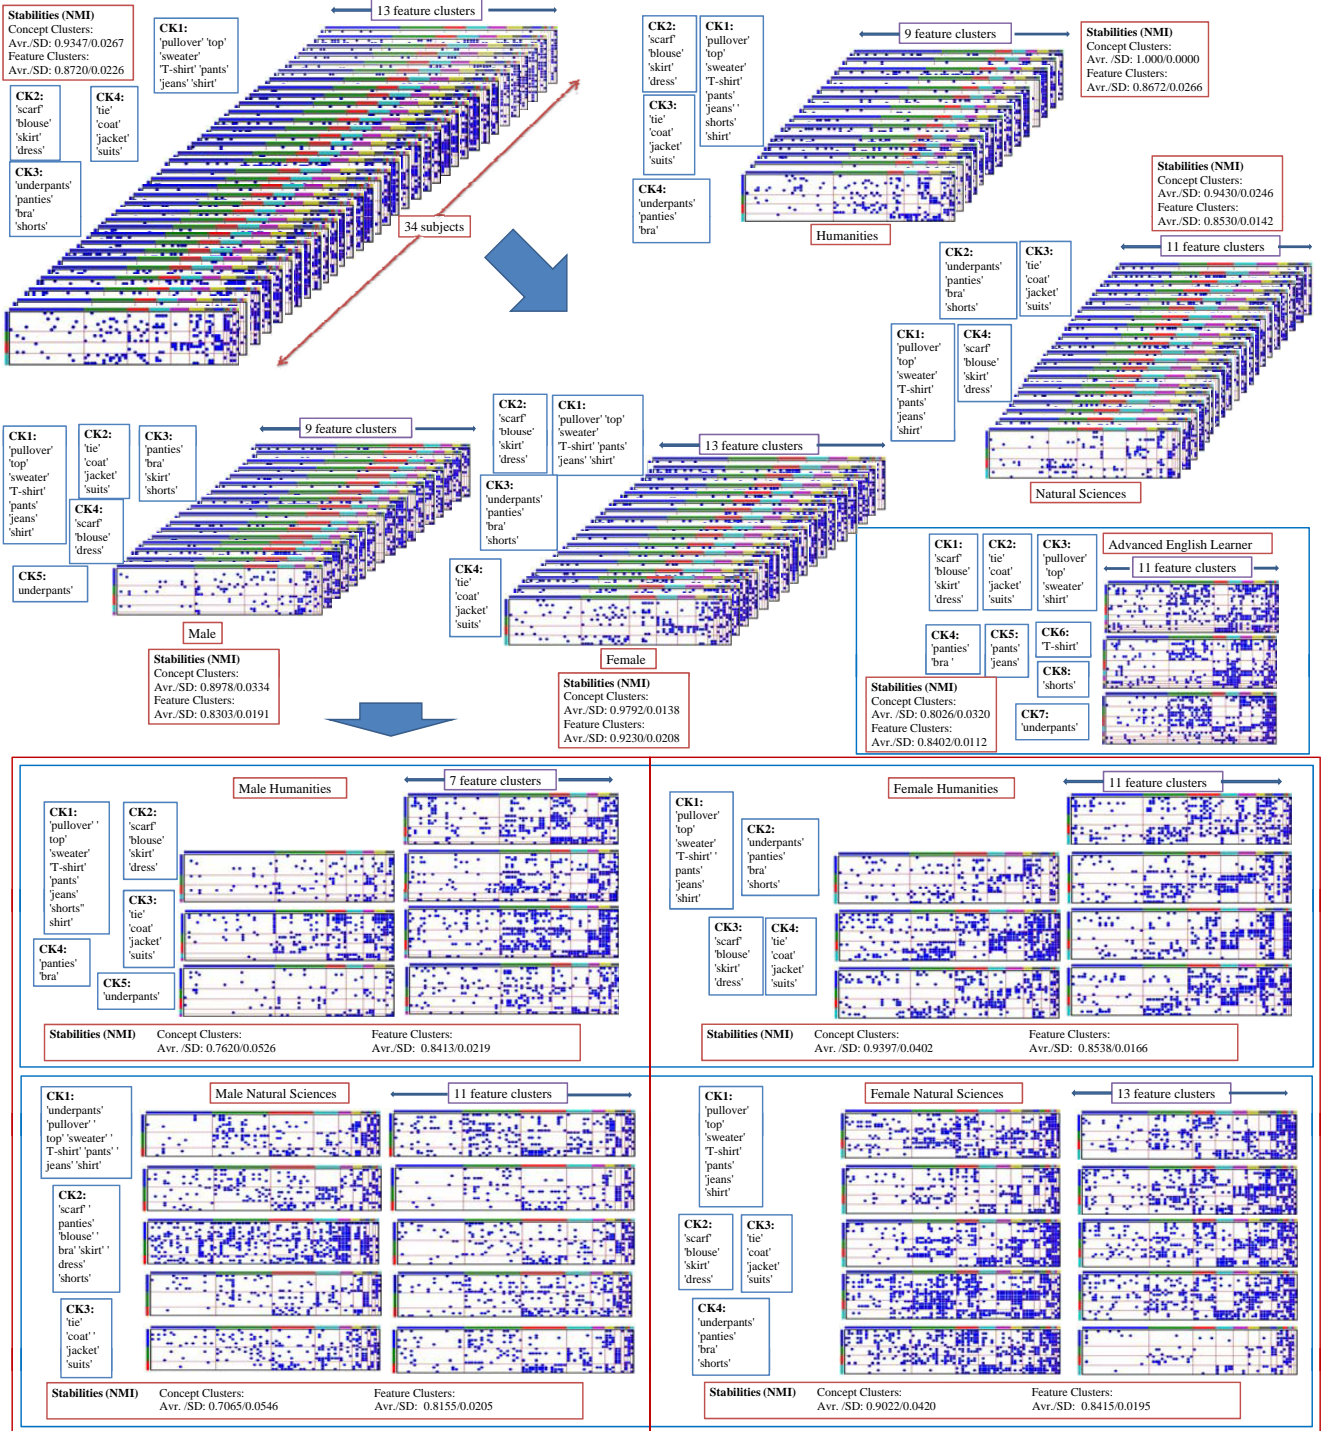 Stabilities (NMI)
Concept Clusters:
Avr./SD: 0.9347/0.0267
Feature Clusters:
Avr./SD: 0.8720/0.0226
CK1:
'pullover' 'top'
'sweater'
'T-shirt' 'pants'
'jeans' 'shirt'
13 feature clusters
CK2:
'scarf'
'blouse'
'skirt'
'dress'
CK4:
'tie'
'coat'
'jacket'
'suits'
CK3:
'underpants'
'panties'
'bra'
'shorts'
34 subjects
CK2:
'scarf'
'blouse'
'skirt'
'dress'
CK1:
'pullover'
'top'
'sweater'
'T-shirt'
'pants'
'jeans' '
shorts'
'shirt'
CK3:
'tie'
'coat'
'jacket'
'suits'
CK4:
'underpants'
'panties'
'bra'
9 feature clusters
Humanities
Stabilities (NMI)
Concept Clusters:
Avr. /SD: 1.000/0.0000
Feature Clusters:
Avr./SD: 0.8672/0.0266
Stabilities (NMI)
Concept Clusters:
Avr./SD: 0.9430/0.0246
Feature Clusters:
Avr./SD: 0.8530/0.0142
11 feature clusters
CK2:
'underpants'
'panties'
'bra'
'shorts'
CK3:
'tie'
'coat'
'jacket'
'suits'
CK1:
'pullover'
'top'
'sweater'
'T-shirt'
'pants'
'jeans'
'shirt'
CK4:
'scarf'
'blouse'
'skirt'
'dress'
Natural Sciences
CK1:
'pullover'
'top'
'sweater'
'T-shirt'
'pants'
'jeans'
'shirt'
CK2:
'tie'
'coat'
'jacket'
'suits'
CK3:
'panties'
'bra'
'skirt'
'shorts'
CK4:
'scarf'
'blouse'
'dress'
CK5:
underpants'
9 feature clusters
Male
Stabilities (NMI)
Concept Clusters:
Avr./SD: 0.8978/0.0334
Feature Clusters:
Avr./SD: 0.8303/0.0191
CK2:
'scarf'
'blouse'
'skirt'
'dress'
CK1:
'pullover' 'top'
'sweater'
'T-shirt' 'pants'
'jeans' 'shirt'
CK3:
'underpants'
'panties'
'bra'
'shorts'
CK4:
'tie'
'coat'
'jacket'
'suits'
13 feature clusters
Female
Stabilities (NMI)
Concept Clusters:
Avr./SD: 0.9792/0.0138
Feature Clusters:
Avr./SD: 0.9230/0.0208
CK1:
'scarf'
'blouse'
'skirt'
'dress'
CK2:
'tie'
'coat'
'jacket'
'suits'
CK3:
'pullover'
'top'
'sweater'
'shirt'
Advanced English Learner
11 feature clusters
CK4:
'panties'
'bra '
CK5:
'pants'
'jeans'
CK6:
'T-shirt'
CK8:
'shorts'
CK7:
'underpants'
Stabilities (NMI)
Concept Clusters:
Avr. /SD: 0.8026/0.0320
Feature Clusters:
Avr./SD: 0.8402/0.0112
Male Humanities
7 feature clusters
CK1:
'pullover' '
top'
'sweater'
'T-shirt'
'pants'
'jeans'
'shorts''
shirt'
CK2:
'scarf'
'blouse'
'skirt'
'dress'
CK3:
'tie'
'coat'
'jacket'
'suits'
CK4:
'panties'
'bra'
CK5:
'underpants'
Stabilities (NMI)
Concept Clusters:
Avr. /SD: 0.7620/0.0526
Feature Clusters:
Avr./SD: 0.8413/0.0219
Female Humanities
11 feature clusters
CK1:
'pullover'
'top'
'sweater'
'T-shirt' '
pants'
'jeans'
'shirt'
CK2:
'underpants'
'panties'
'bra'
'shorts'
CK3:
'scarf'
'blouse'
'skirt'
'dress'
CK4:
'tie'
'coat'
'jacket'
'suits'
Stabilities (NMI)
Concept Clusters:
Avr. /SD: 0.9397/0.0402
Feature Clusters:
Avr./SD: 0.8538/0.0166
Male Natural Sciences
11 feature clusters
CK1:
'underpants'
'pullover' '
top' 'sweater' '
T-shirt' 'pants' '
jeans' 'shirt'
CK2:
'scarf' '
panties'
'blouse' '
bra' 'skirt' '
dress'
'shorts'
CK3:
'tie'
'coat' '
'jacket'
'suits'
Stabilities (NMI)
Concept Clusters:
Avr. /SD: 0.7065/0.0546
Feature Clusters:
Avr./SD: 0.8155/0.0205
Female Natural Sciences
13 feature clusters
CK1:
'pullover'
'top'
'sweater'
'T-shirt'
'pants'
'jeans'
'shirt'
CK2:
'scarf'
'blouse'
'skirt'
'dress'
CK3:
'tie'
'coat'
'jacket'
'suits'
CK4:
'underpants'
'panties'
'bra'
'shorts'
Stabilities (NMI)
Concept Clusters:
Avr. /SD: 0.9022/0.0420
Feature Clusters:
Avr./SD: 0.8415/0.0195